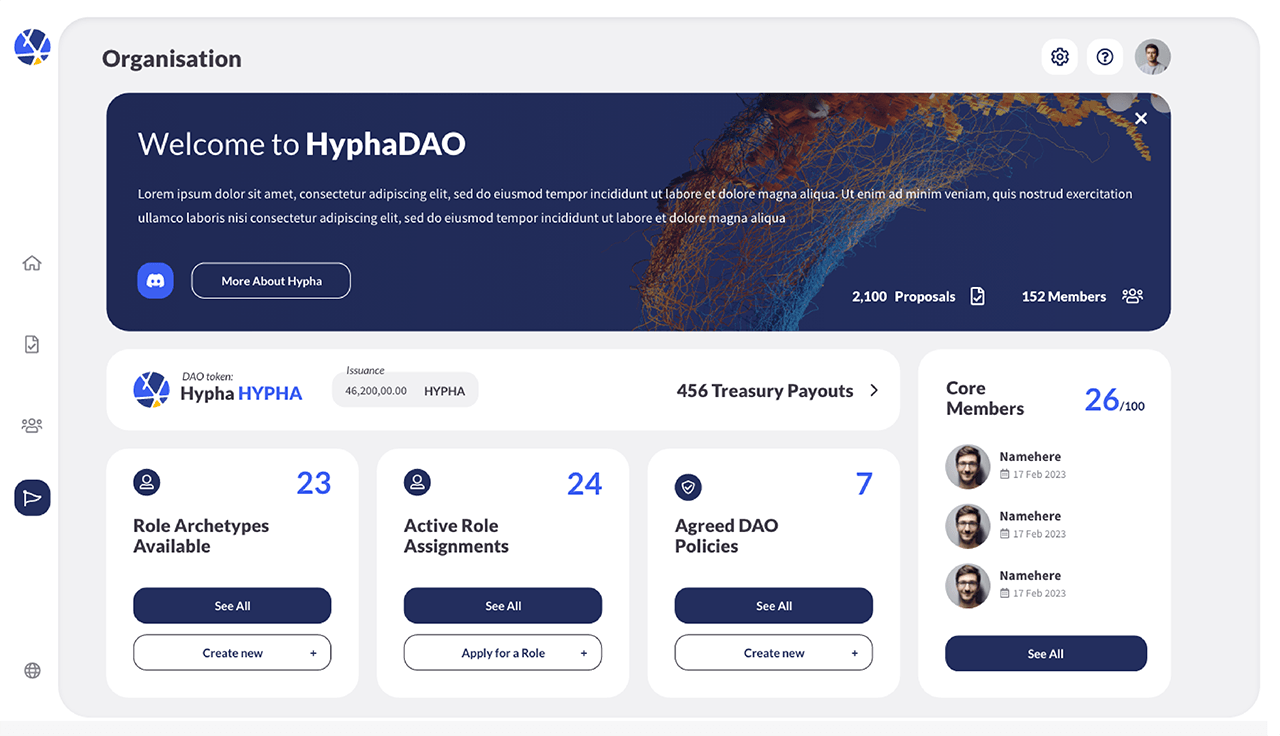 Organisation
Welcome to HyphaDAO
Lorem ipsum dolor sit amet, consectetur adipiscing elit, sed do eiusmod tempor incididunt ut labore et dolore magna aliqua. Ut enim ad minim veniam, quis nostrud exercitation
ullamco laboris nisi consectetur adipiscing elit, sed do eiusmod tempor incididunt ut labore et dolore magna aliqua
More About Hypha
2,100 Proposals
152 Members
DAO token:
Hypha HYPHA
Issuance
46,200,00.00 HYPHA
456 Treasury Payouts
23
Role Archetypes
Available
See All
Create new +
24
Active Role
Assignments
See All
Apply for a Role +
7
Agreed DAO
Policies
See All
Create new +
Core
Members
26/100
Namehere
17 Feb 2023
Namehere
17 Feb 2023
Namehere
17 Feb 2023
See All